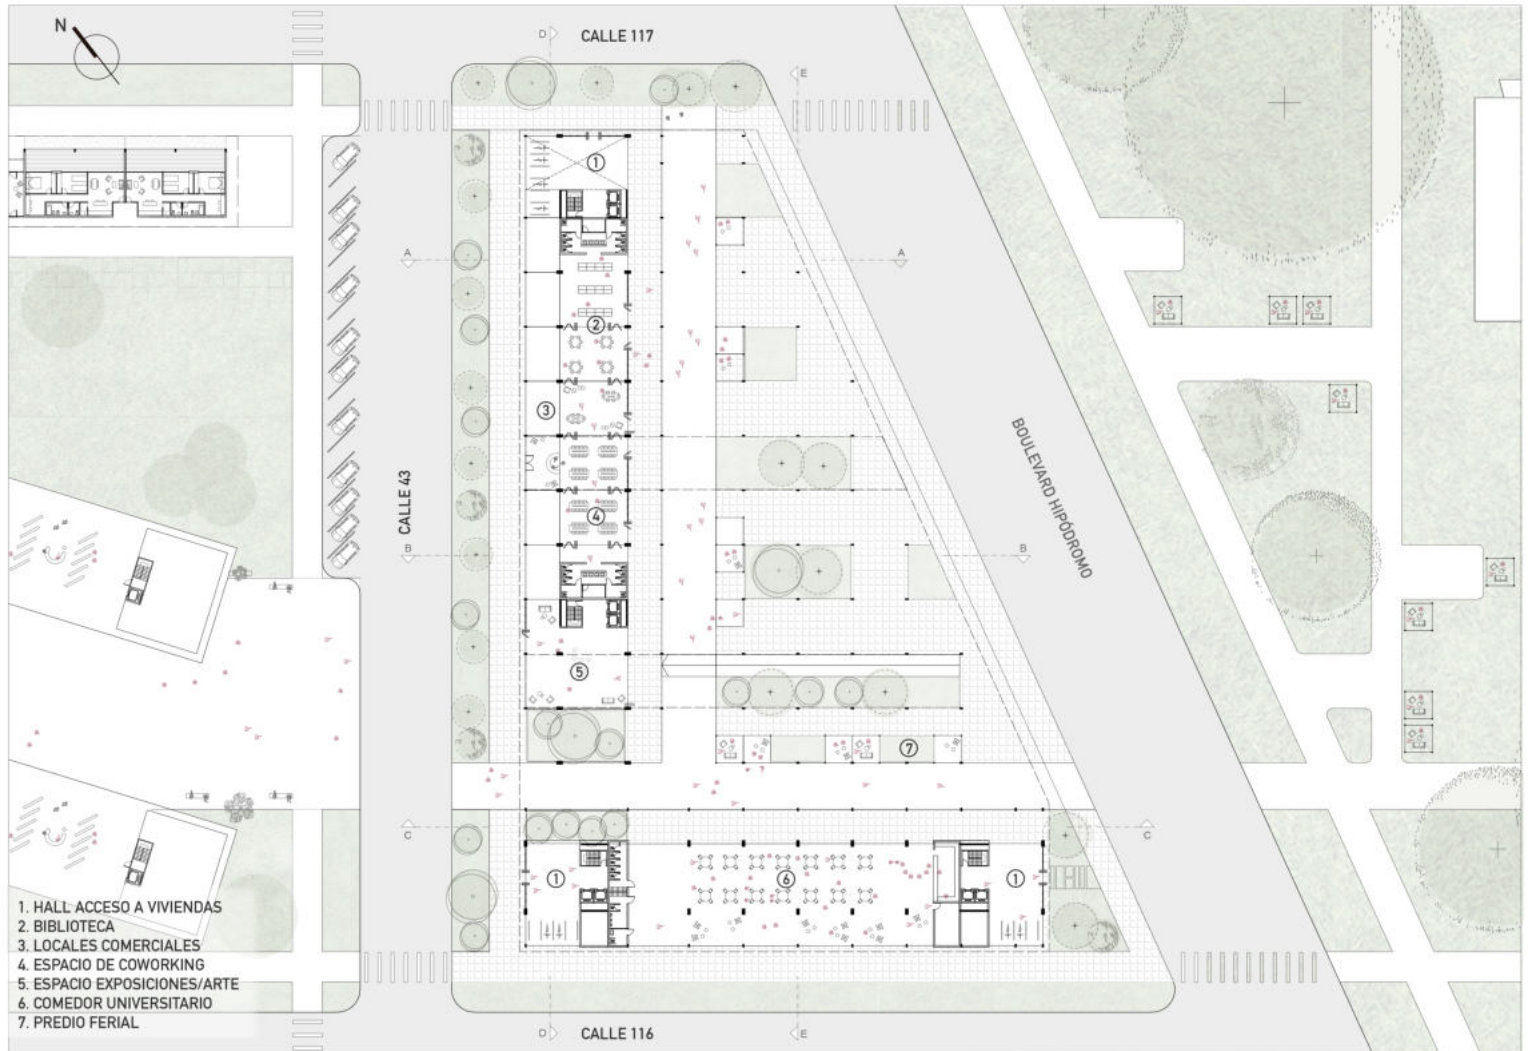 N
D
CALLE 117
E
1
A
A
2
3
BOULEVARD HIPÓDROMO
CALLE 43
4
B
B
5
7
C
C
1
6
1
1. HALL ACCESO A VIVIENDAS
2. BIBLIOTECA
3. LOCALES COMERCIALES
4. ESPACIO DE COWORKING
5. ESPACIO EXPOSICIONES/ARTE
6. COMEDOR UNIVERSITARIO
7. PREDIO FERIAL
D
CALLE 116
E